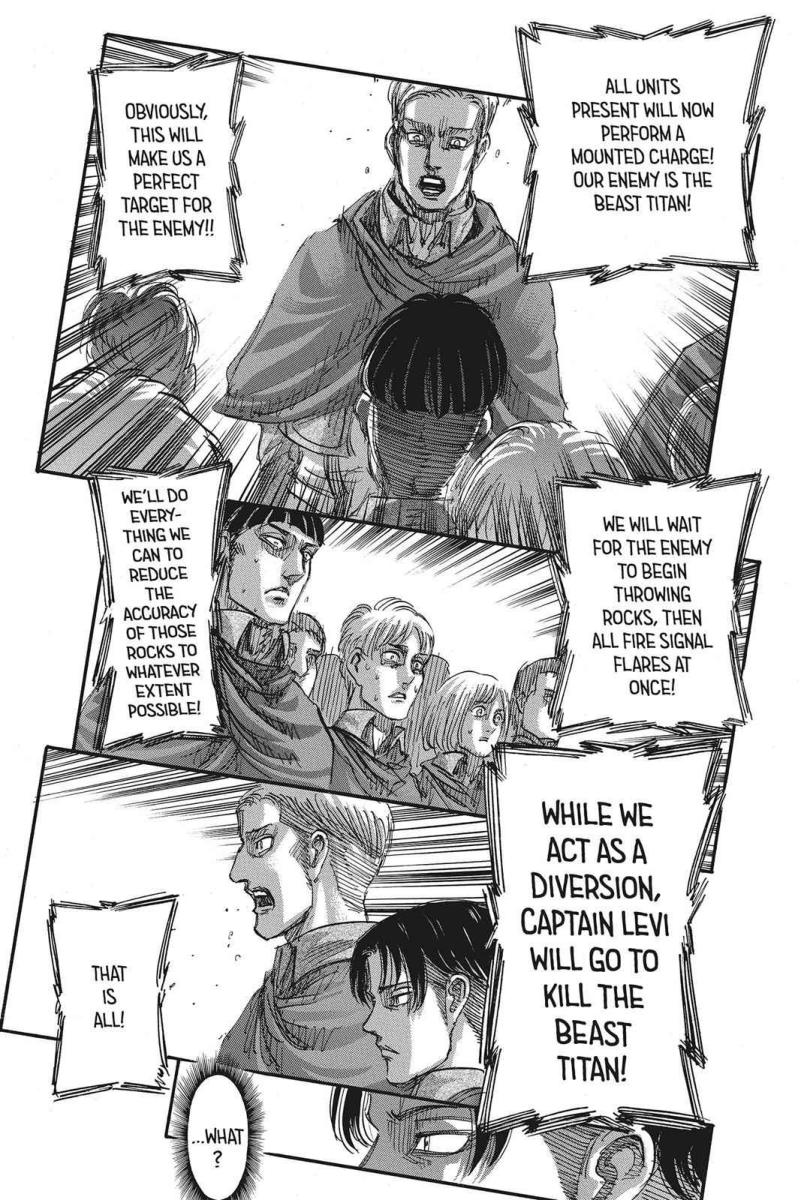 ALL UNITS
PRESENT WILL NOW
PERFORM A
MOUNTED CHARGE!
OUR ENEMY IS THE
BEAST TITAN!
OBVIOUSLY,
THIS WILL
MAKE US A
PERFECT
TARGET FOR
THE ENEMY!!
WE WILL WAIT
FOR THE ENEMY
TO BEGIN
THROWING
ROCKS, THEN
ALL FIRE SIGNAL
FLARES AT
ONCE!
WE'LL DO
EVERY-
THING WE
CAN TO
REDUCE
THE
ACCURACY
OF THOSE
ROCKS TO
WHATEVER
EXTENT
POSSIBLE!
WHILE WE
ACT AS A
DIVERSION,
CAPTAIN LEVI
WILL GO TO
KILL THE
BEAST
TITAN!
THAT
IS
ALL!
...WHAT
?